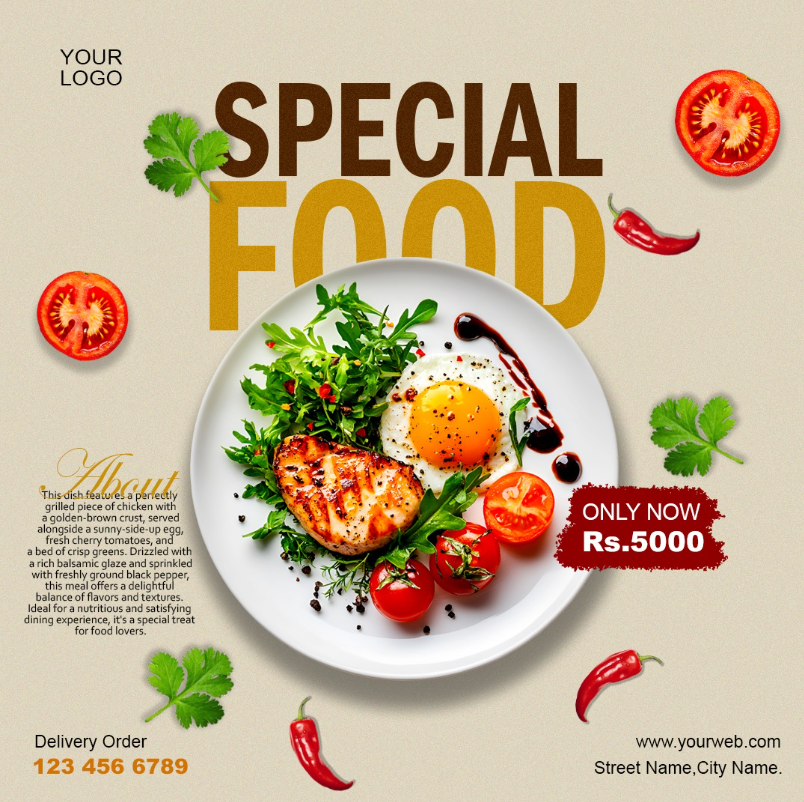 YOUR
LOGO
SPECIAL
FOOD
About
This dish features a perfectly
grilled piece of chicken with
a golden-brown crust, served
alongside a sunny-side-up egg,
fresh cherry tomatoes, and
a bed of crisp greens. Drizzled with
a rich balsamic glaze and sprinkled
with freshly ground black pepper,
this meal offers a delightful
balance of flavors and textures.
Ideal for a nutritious and satisfying
dining experience, it's a special treat
for food lovers.
ONLY NOW
Rs.5000
Delivery Order
123 456 6789
www.yourweb.com
Street Name,City Name.